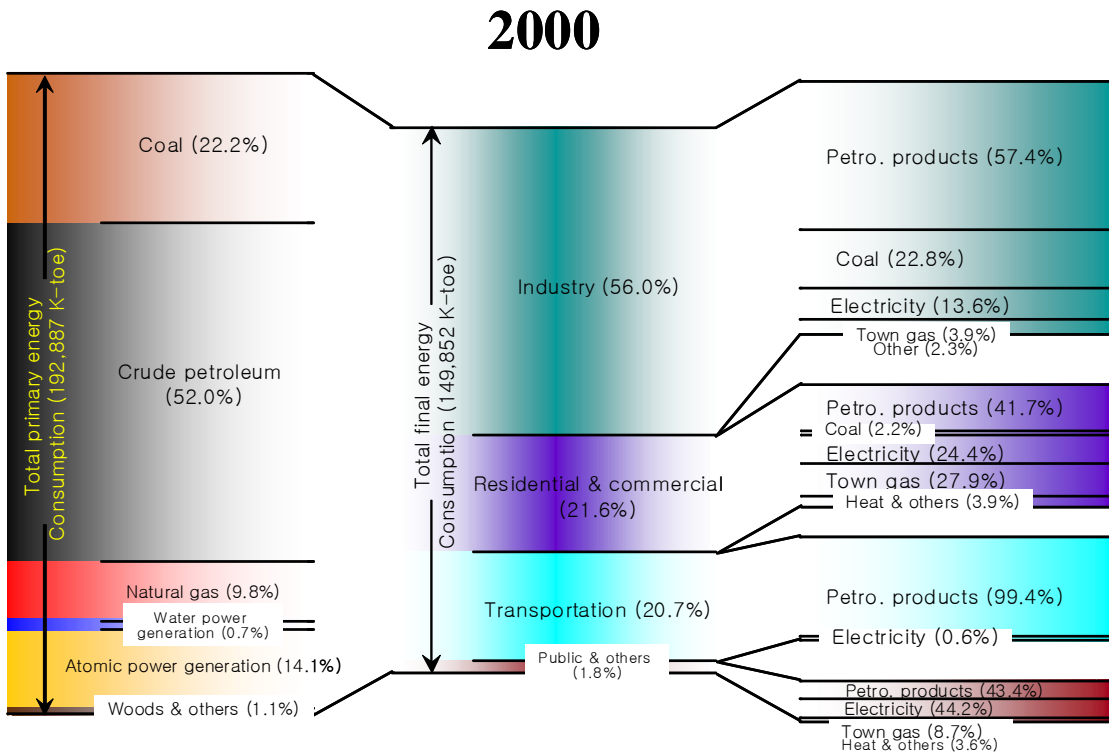 2000
Total primary energy
Consumption (192,887 K-toe)
Coal (22.2%)
Crude petroleum
(52.0%)
Natural gas (9.8%)
Water power
generation (0.7%)
Atomic power generation (14.1%)
Woods & others (1.1%)
Total final energy
Consumption (149,852 K-toe)
Industry (56.0%)
Residential & commercial
(21.6%)
Transportation (20.7%)
Public & others
(1.8%)
Petro. products (57.4%)
Coal (22.8%)
Electricity (13.6%)
Town gas (3.9%)
Other (2.3%)
Petro. products (41.7%)
Coal (2.2%)
Electricity (24.4%)
Town gas (27.9%)
Heat & others (3.9%)
Petro. products (99.4%)
Electricity (0.6%)
Petro. products (43.4%)
Electricity (44.2%)
Town gas (8.7%)
Heat & others (3.6%)